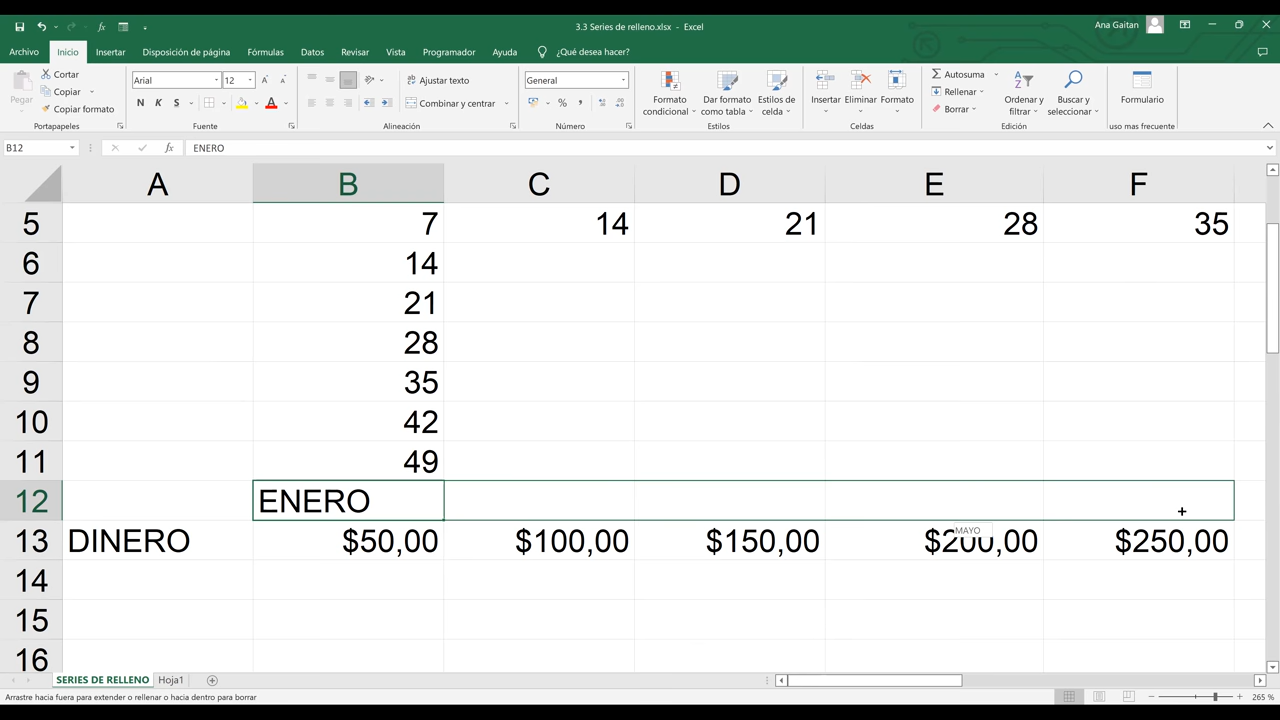 3.3 Series de relleno.xlsx - Excel
Ana Gaitan
Archivo Inicio Insertar Disposición de página Fórmulas Datos Revisar Vista Programador Ayuda ¿Qué desea hacer?
Pegar
Cortar
Copiar
Copiar formato
Portapapeles
Arial 12
N K S
Fuente
Ajustar texto
Combinar y centrar
Alineación
General
Número
Formato condicional
Dar formato como tabla
Estilos de celda
Estilos
Insertar Eliminar Formato
Celdas
Autosuma
Rellenar
Borrar
Ordenar y filtrar
Buscar y seleccionar
Edición
Formulario
uso mas frecuente
B12 fx ENERO
A B C D E F
5 7 14 21 28 35
6 14
7 21
8 28
9 35
10 42
11 49
12 ENERO
MAYO
13 DINERO $50,00 $100,00 $150,00 $200,00 $250,00
14
15
16
SERIES DE RELLENO Hoja1
Arrastre hacia fuera para extender o rellenar o hacia dentro para borrar
265 %